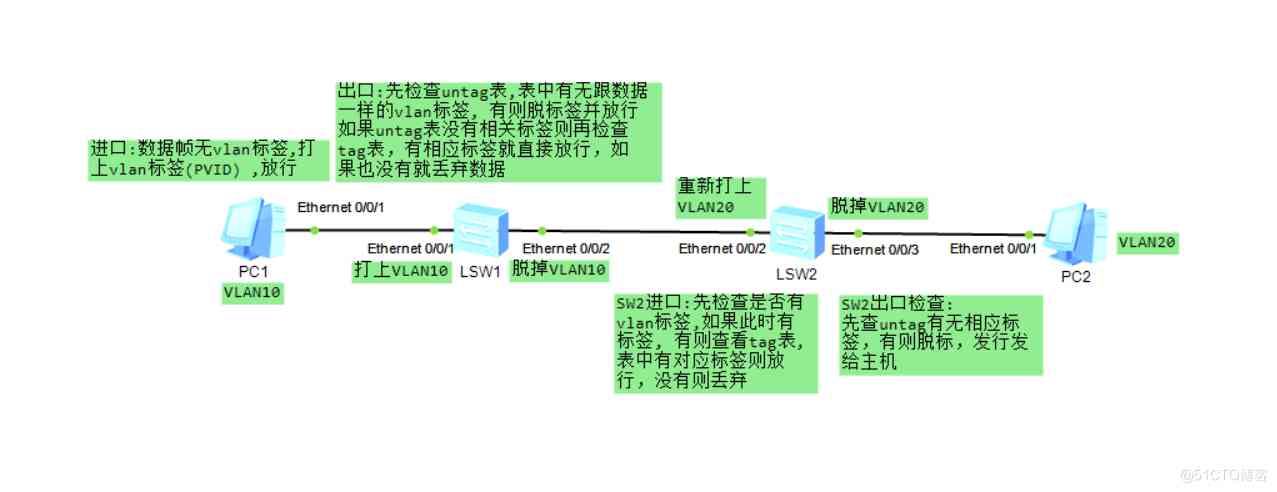 出口:先检查untag表,表中有无跟数据
一样的vlan标签, 有则脱标签并放行
如果untag表没有相关标签则再检查
tag表，有相应标签就直接放行，如
果也没有就丢弃数据
进口:数据帧无vlan标签,打
上vlan标签(PVID) ,放行
重新打上
VLAN20
脱掉VLAN20
Ethernet 0/0/1
Ethernet 0/0/1
Ethernet 0/0/2
Ethernet 0/0/2
Ethernet 0/0/3
Ethernet 0/0/1
VLAN20
PC1
打上VLAN10
LSW1
脱掉VLAN10
LSW2
PC2
VLAN10
SW2进口:先检查是否有
vlan标签,如果此时有
标签, 有则查看tag表,
表中有对应标签则放
行，没有则丢弃
SW2出口检查:
先查untag有无相应标
签，有则脱标，发行发
给主机
@51CTO博客